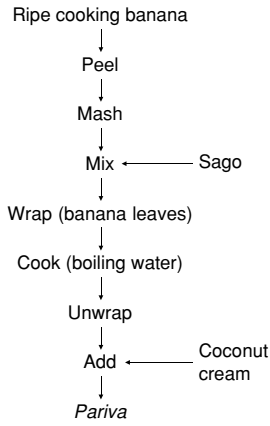 Ripe cooking banana
Peel
Mash
Mix
Sago
Wrap (banana leaves)
Cook (boiling water)
Unwrap
Add
Coconut
cream
Pariva